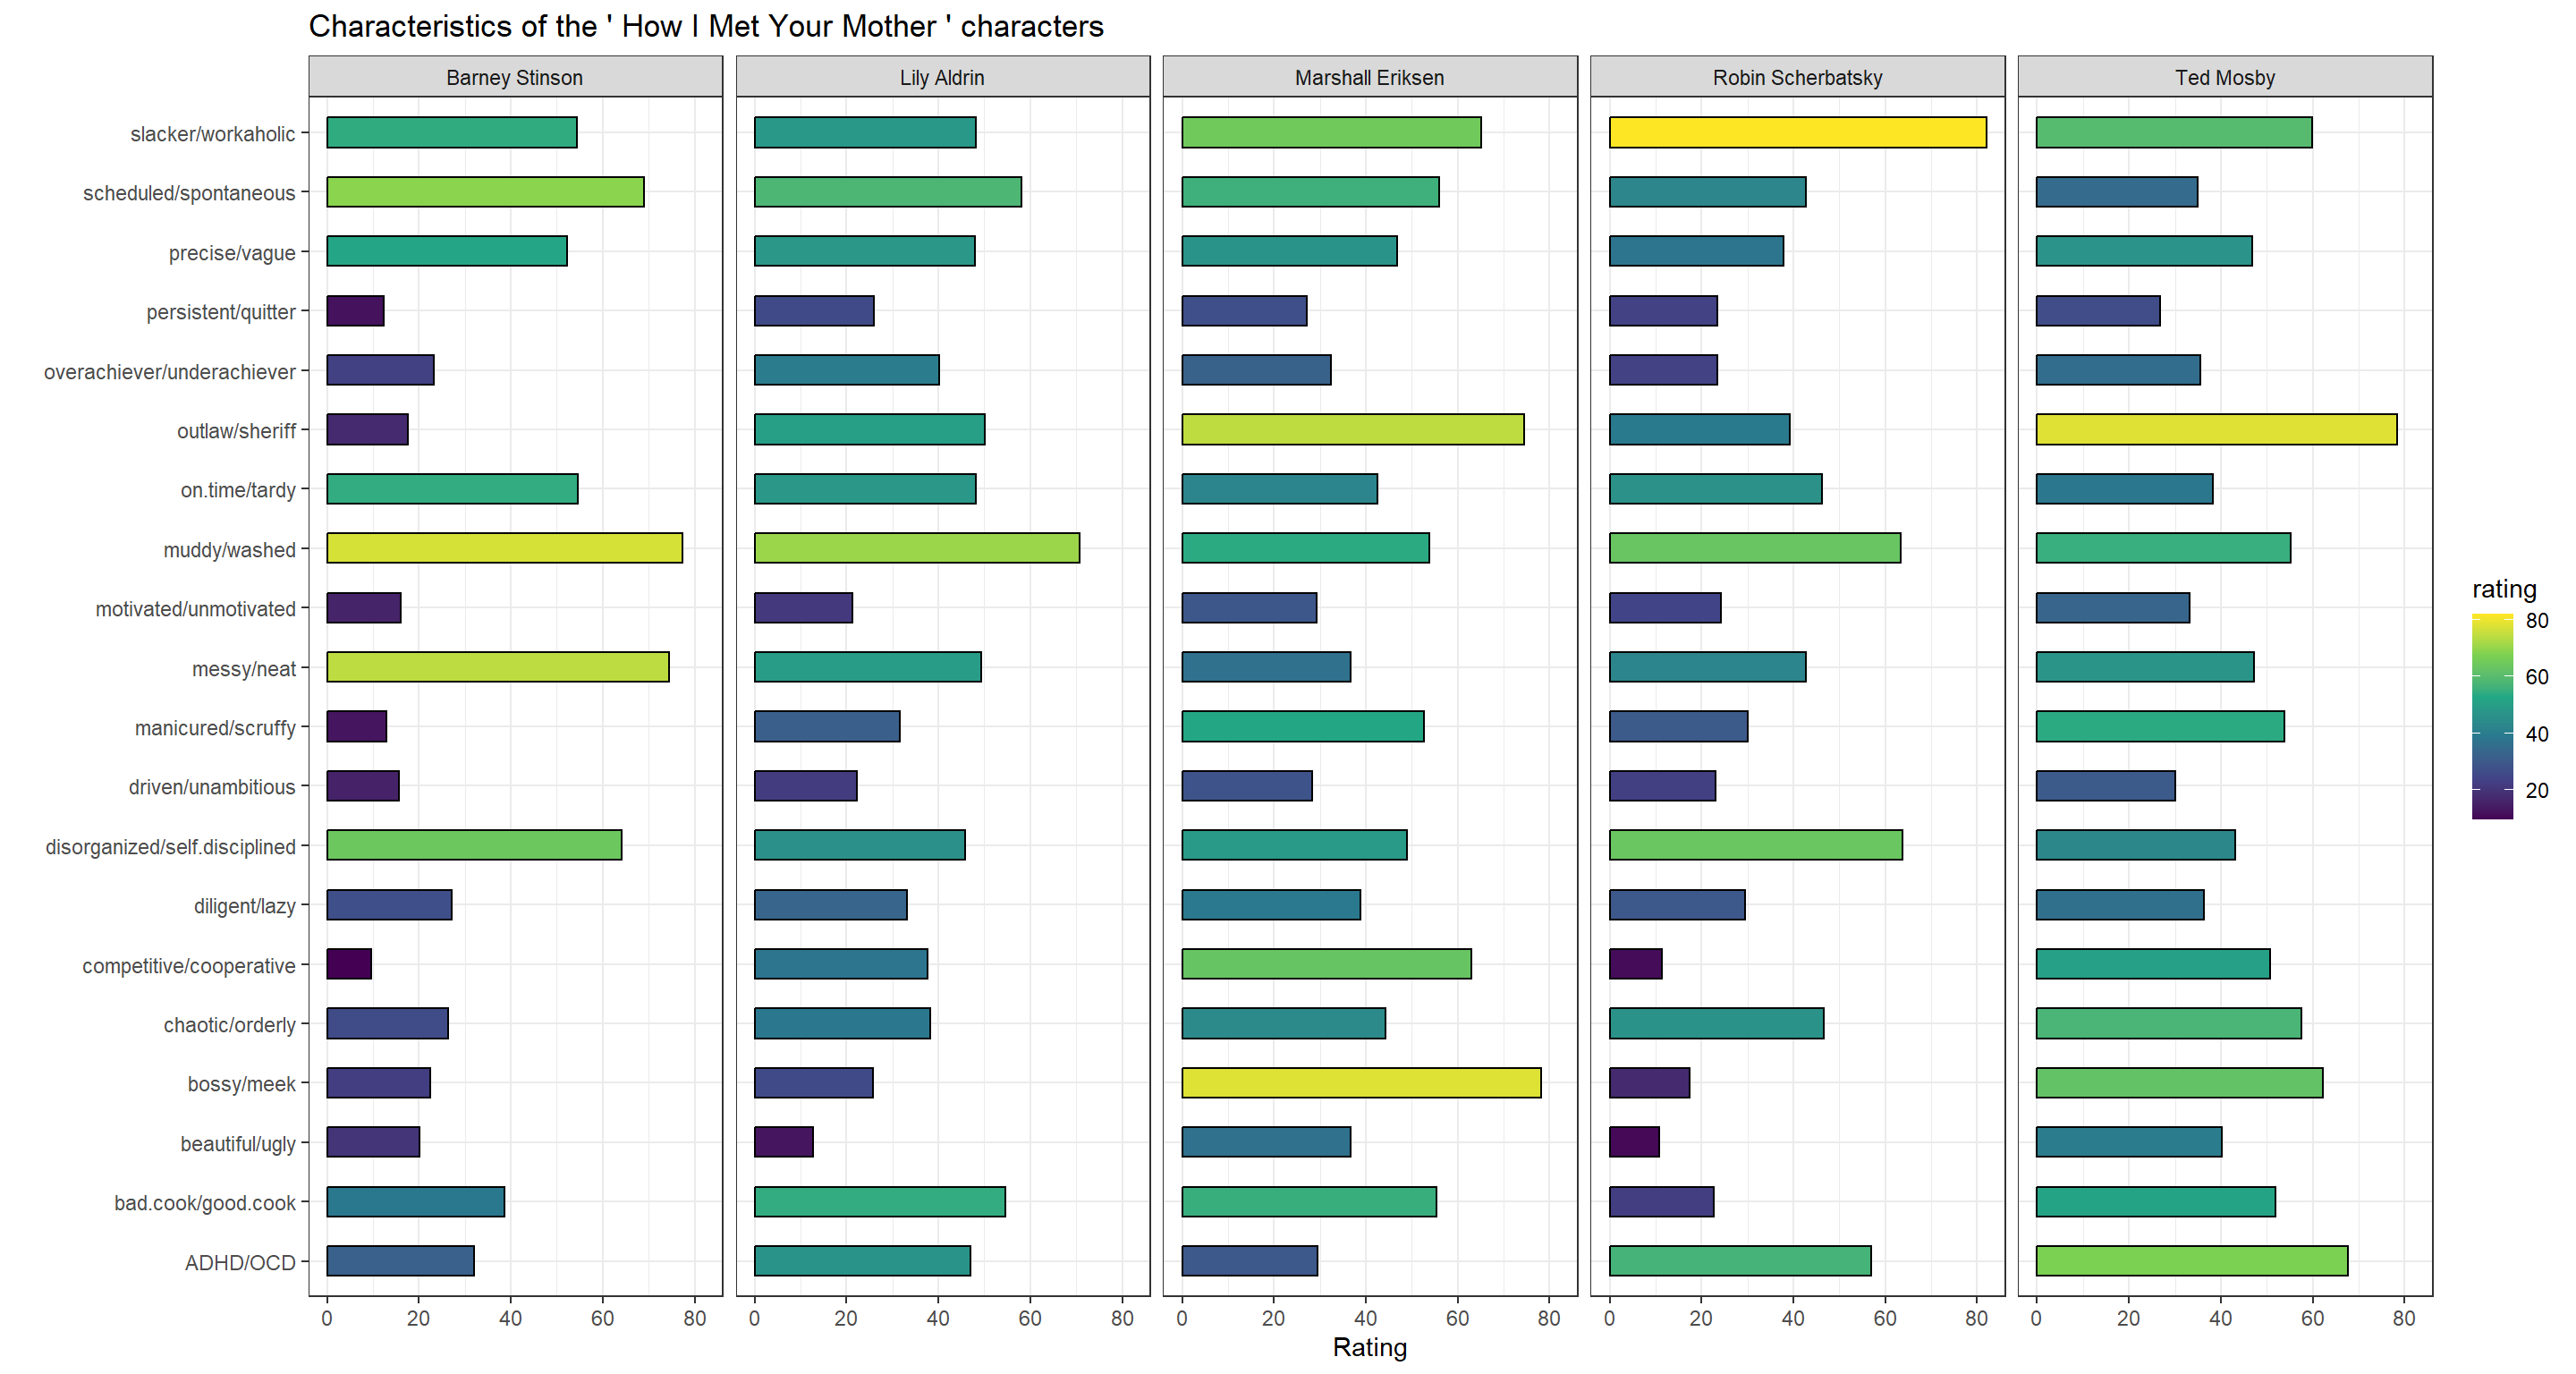 Characteristics of the ' How I Met Your Mother ' characters
Barney Stinson
Lily Aldrin
Marshall Eriksen
Robin Scherbatsky
Ted Mosby
slacker/workaholic
scheduled/spontaneous
precise/vague
persistent/quitter
overachiever/underachiever
outlaw/sheriff
on.time/tardy
muddy/washed
motivated/unmotivated
messy/neat
manicured/scruffy
driven/unambitious
disorganized/self.disciplined
diligent/lazy
competitive/cooperative
chaotic/orderly
bossy/meek
beautiful/ugly
bad.cook/good.cook
ADHD/OCD
0 20 40 60 80
0 20 40 60 80
0 20 40 60 80
0 20 40 60 80
0 20 40 60 80
Rating
rating
80
60
40
20